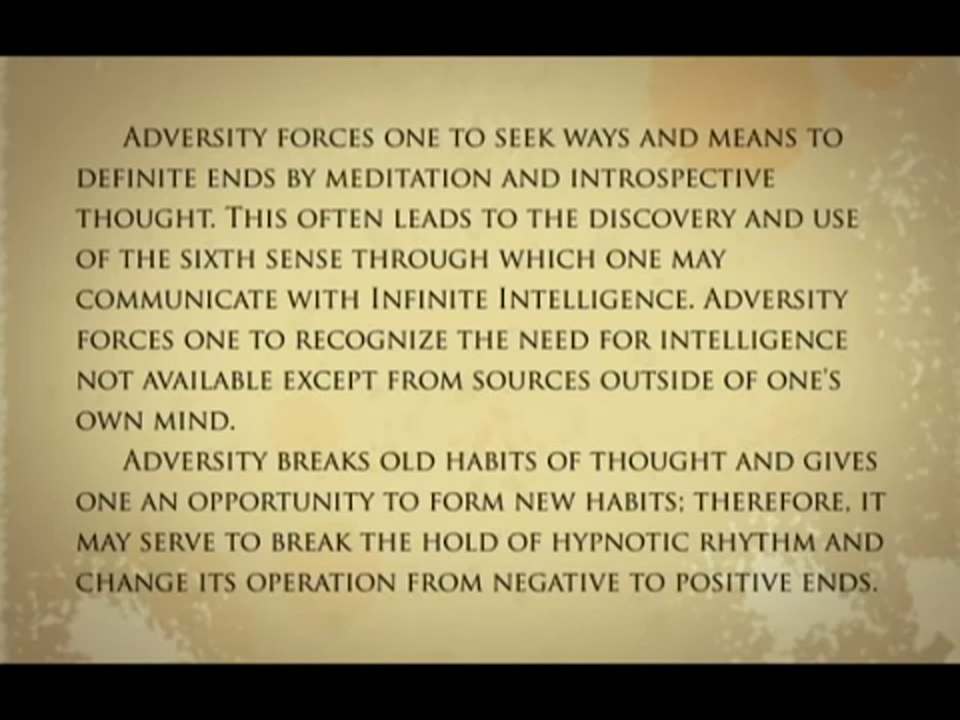 Adversity forces one to seek ways and means to
definite ends by meditation and introspective
thought. This often leads to the discovery and use
of the sixth sense through which one may
communicate with Infinite Intelligence. Adversity
forces one to recognize the need for intelligence
not available except from sources outside of one's
own mind.
Adversity breaks old habits of thought and gives
one an opportunity to form new habits; therefore, it
may serve to break the hold of hypnotic rhythm and
change its operation from negative to positive ends.